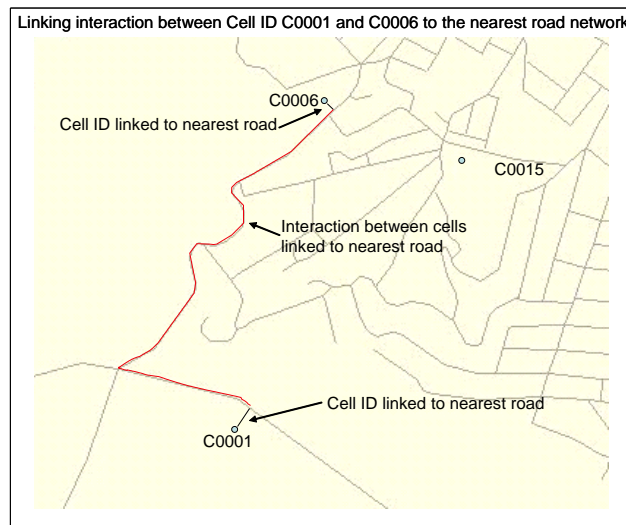 Linking interaction between Cell ID C0001 and C0006 to the nearest road network
C0006
Cell ID linked to nearest road
C0015
Interaction between cells
linked to nearest road
Cell ID linked to nearest road
C0001